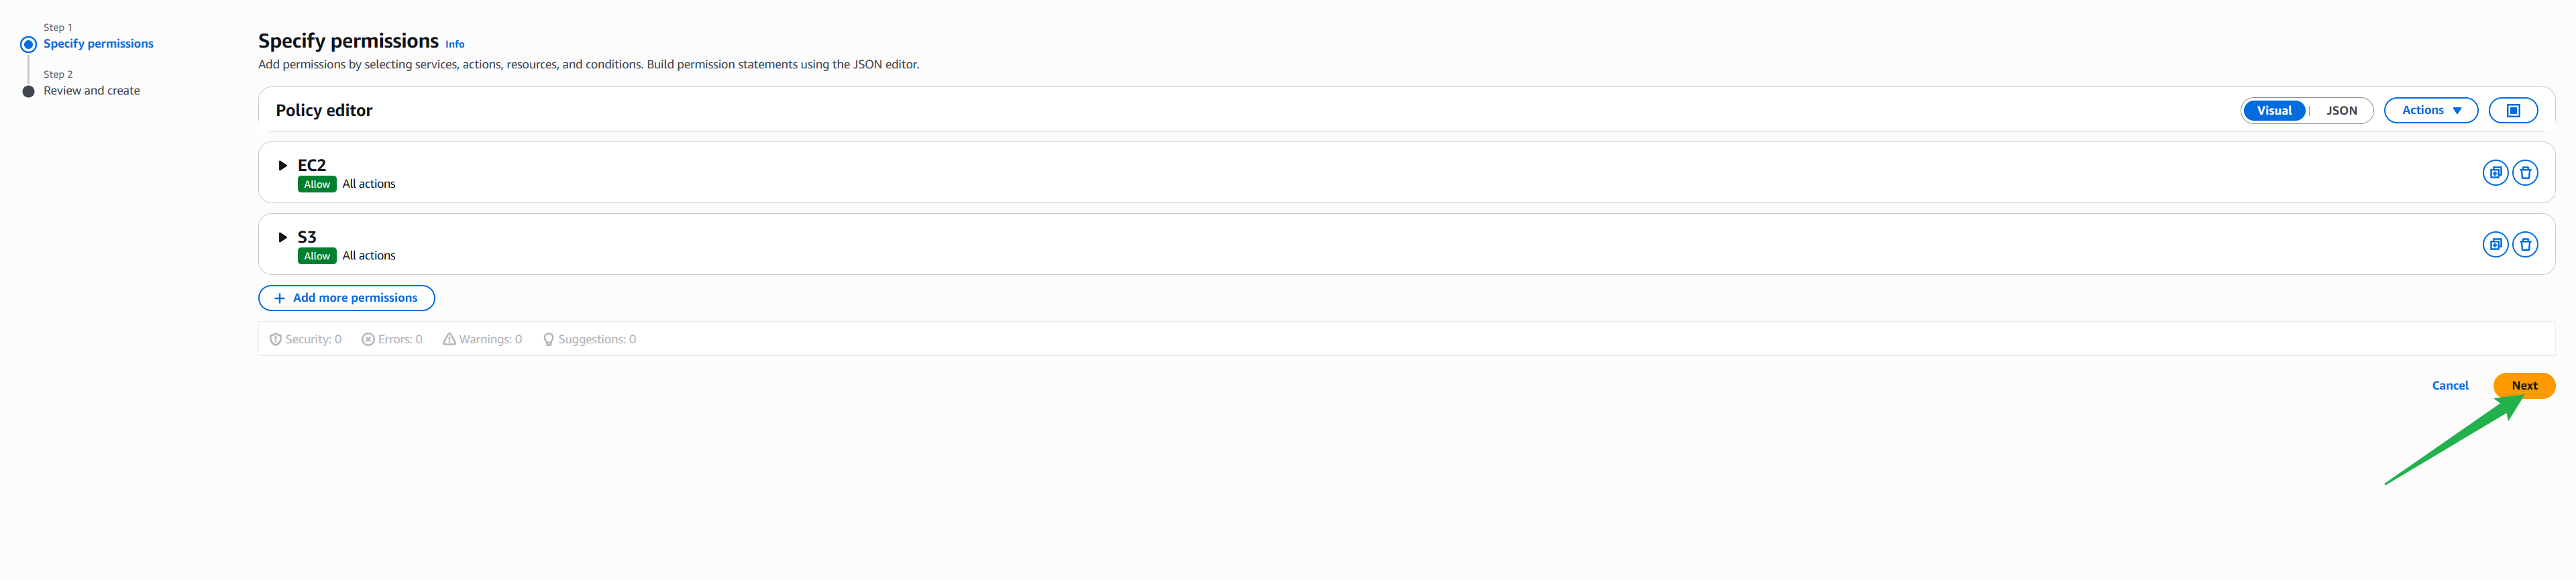 Step 1
Specify permissions
Step 2
Review and create
Specify permissions Info
Add permissions by selecting services, actions, resources, and conditions. Build permission statements using the JSON editor.
Policy editor
Visual | JSON
Actions
EC2
Allow All actions
S3
Allow All actions
+ Add more permissions
Security: 0 Errors: 0 Warnings: 0 Suggestions: 0
Cancel Next